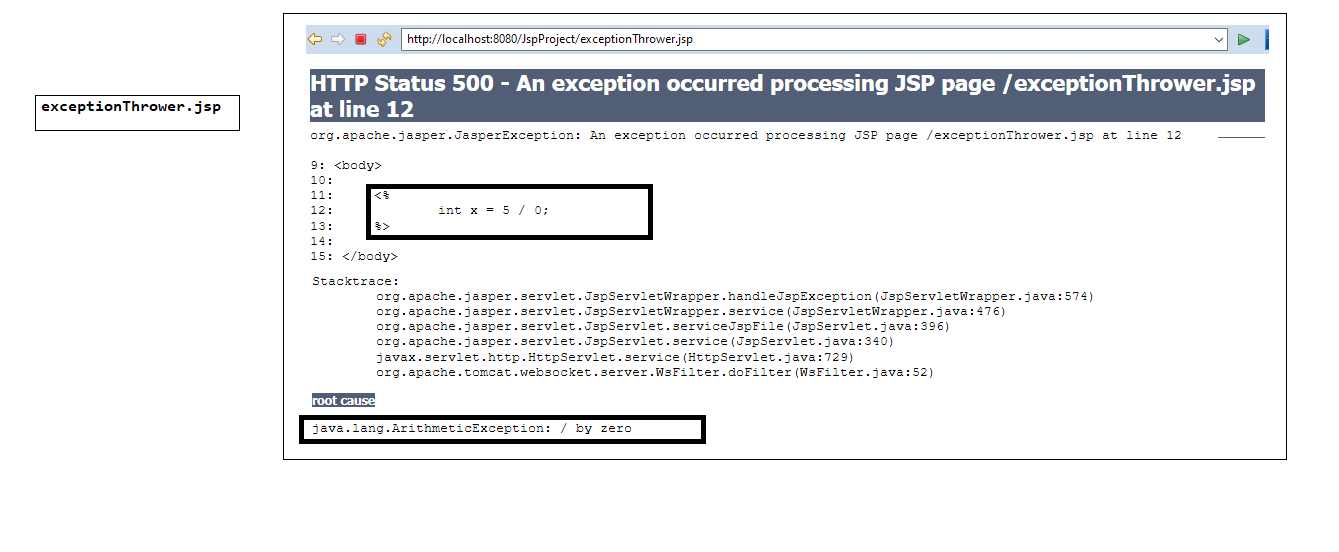 exceptionThrower.jsp
http://localhost:8080/JspProject/exceptionThrower.jsp
HTTP Status 500 - An exception occurred processing JSP page /exceptionThrower.jsp
at line 12
org.apache.jasper.JasperException: An exception occurred processing JSP page /exceptionThrower.jsp at line 12
9: <body>
10:
11: <%
12: int x = 5 / 0;
13: %>
14:
15: </body>
Stacktrace:
org.apache.jasper.servlet.JspServletWrapper.handleJspException(JspServletWrapper.java:574)
org.apache.jasper.servlet.JspServletWrapper.service(JspServletWrapper.java:476)
org.apache.jasper.servlet.JspServlet.serviceJspFile(JspServlet.java:396)
org.apache.jasper.servlet.JspServlet.service(JspServlet.java:340)
javax.servlet.http.HttpServlet.service(HttpServlet.java:729)
org.apache.tomcat.websocket.server.WsFilter.doFilter(WsFilter.java:52)
root cause
java.lang.ArithmeticException: / by zero